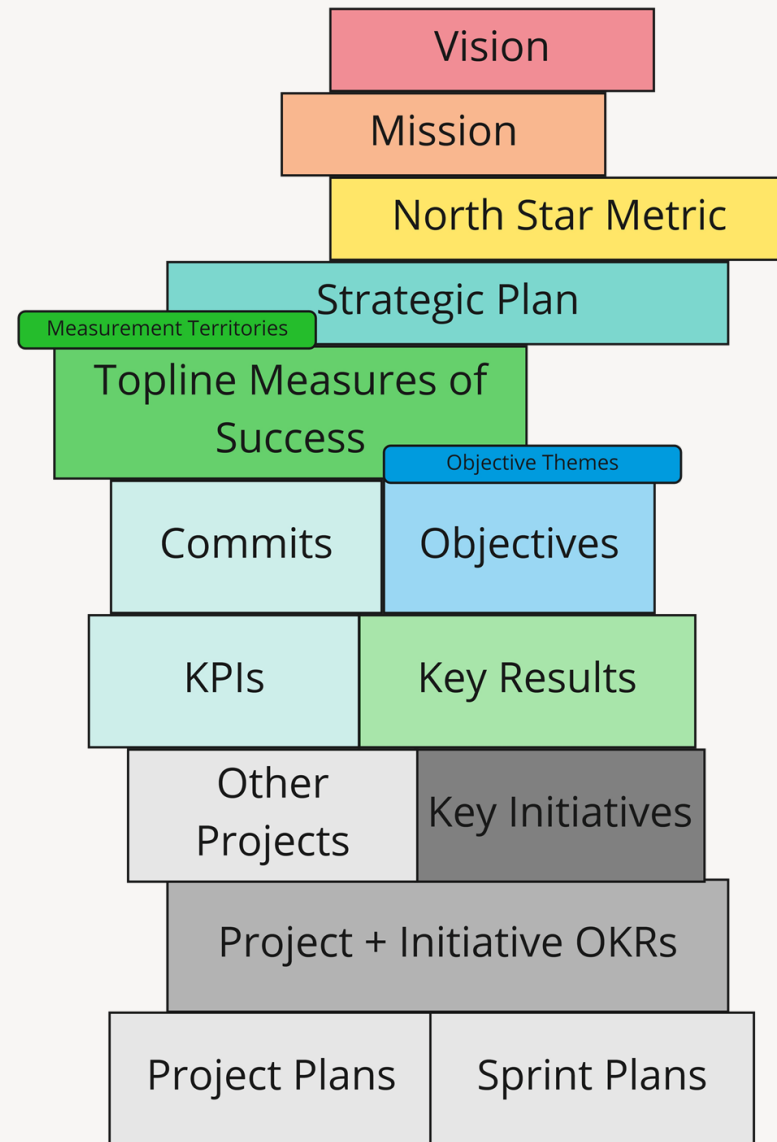 Vision
Mission
North Star Metric
Strategic Plan
Measurement Territories
Topline Measures of
Success
Objective Themes
Commits
Objectives
KPIs
Key Results
Other
Projects
Key Initiatives
Project + Initiative OKRs
Project Plans
Sprint Plans